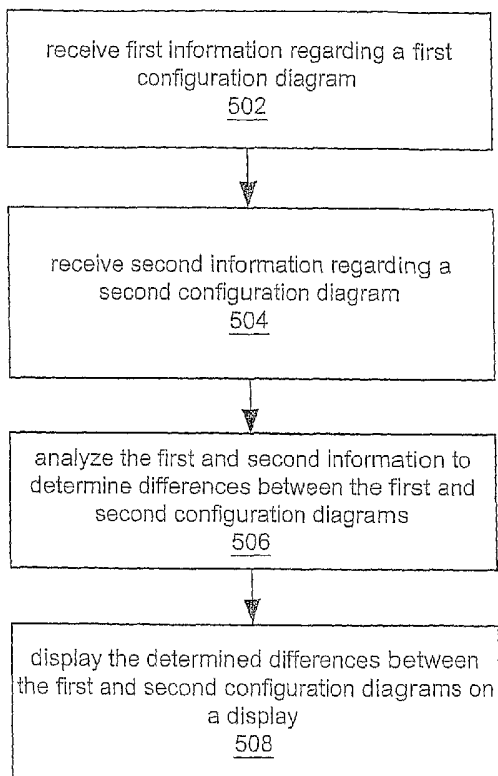 receive first information regarding a first
configuration diagram
502
receive second information regarding a
second configuration diagram
504
analyze the first and second information to
determine differences between the first and
second configuration diagrams
506
display the determined differences between
the first and second configuration diagrams on
a display
508